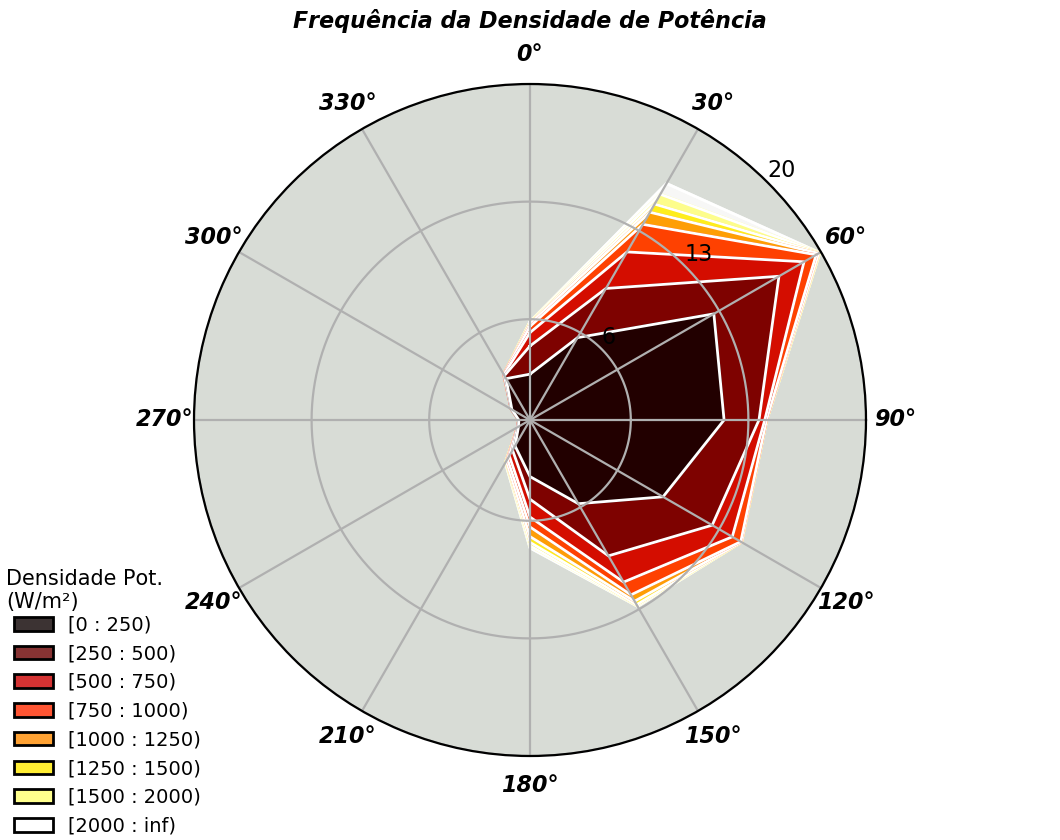 Frequência da Densidade de Potência
0°
330°
30°
20
300°
60°
13
6
270°
90°
240°
120°
210°
150°
180°
Densidade Pot.
(W/m²)
[0 : 250)
[250 : 500)
[500 : 750)
[750 : 1000)
[1000 : 1250)
[1250 : 1500)
[1500 : 2000)
[2000 : inf)